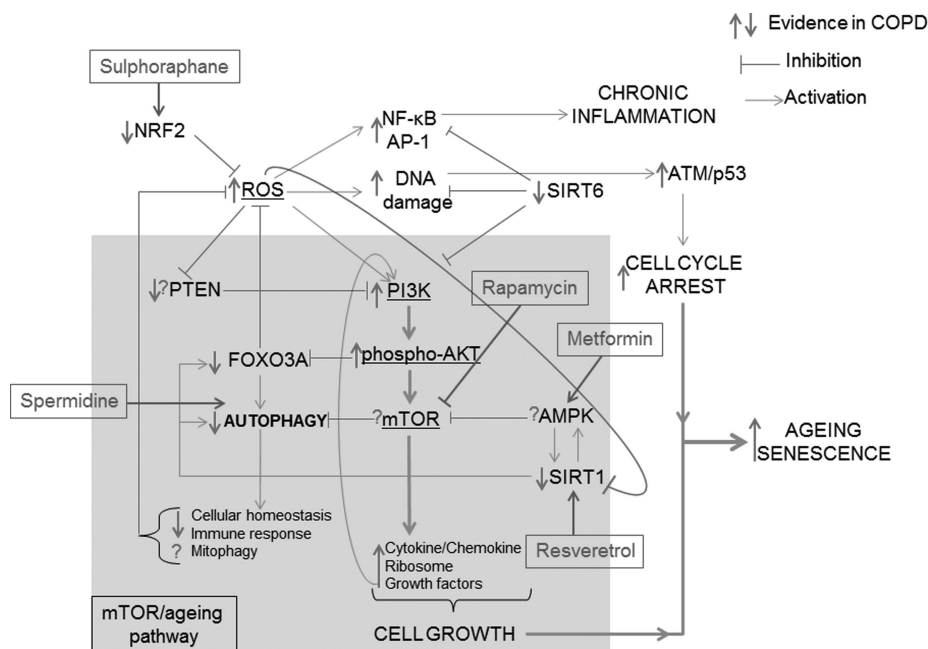 Evidence in COPD
Inhibition
Activation
Sulphoraphane
NRF2
NF-κB
AP-1
CHRONIC
INFLAMMATION
ROS
DNA
damage
SIRT6
ATM/p53
CELL CYCLE
ARREST
?PTEN
PI3K
Rapamycin
Metformin
FOXO3A
phospho-AKT
Spermidine
AUTOPHAGY
?mTOR
?AMPK
AGEING
SENESCENCE
SIRT1
Cellular homeostasis
Immune response
? Mitophagy
Cytokine/Chemokine
Ribosome
Growth factors
Resveretrol
mTOR/ageing
pathway
CELL GROWTH